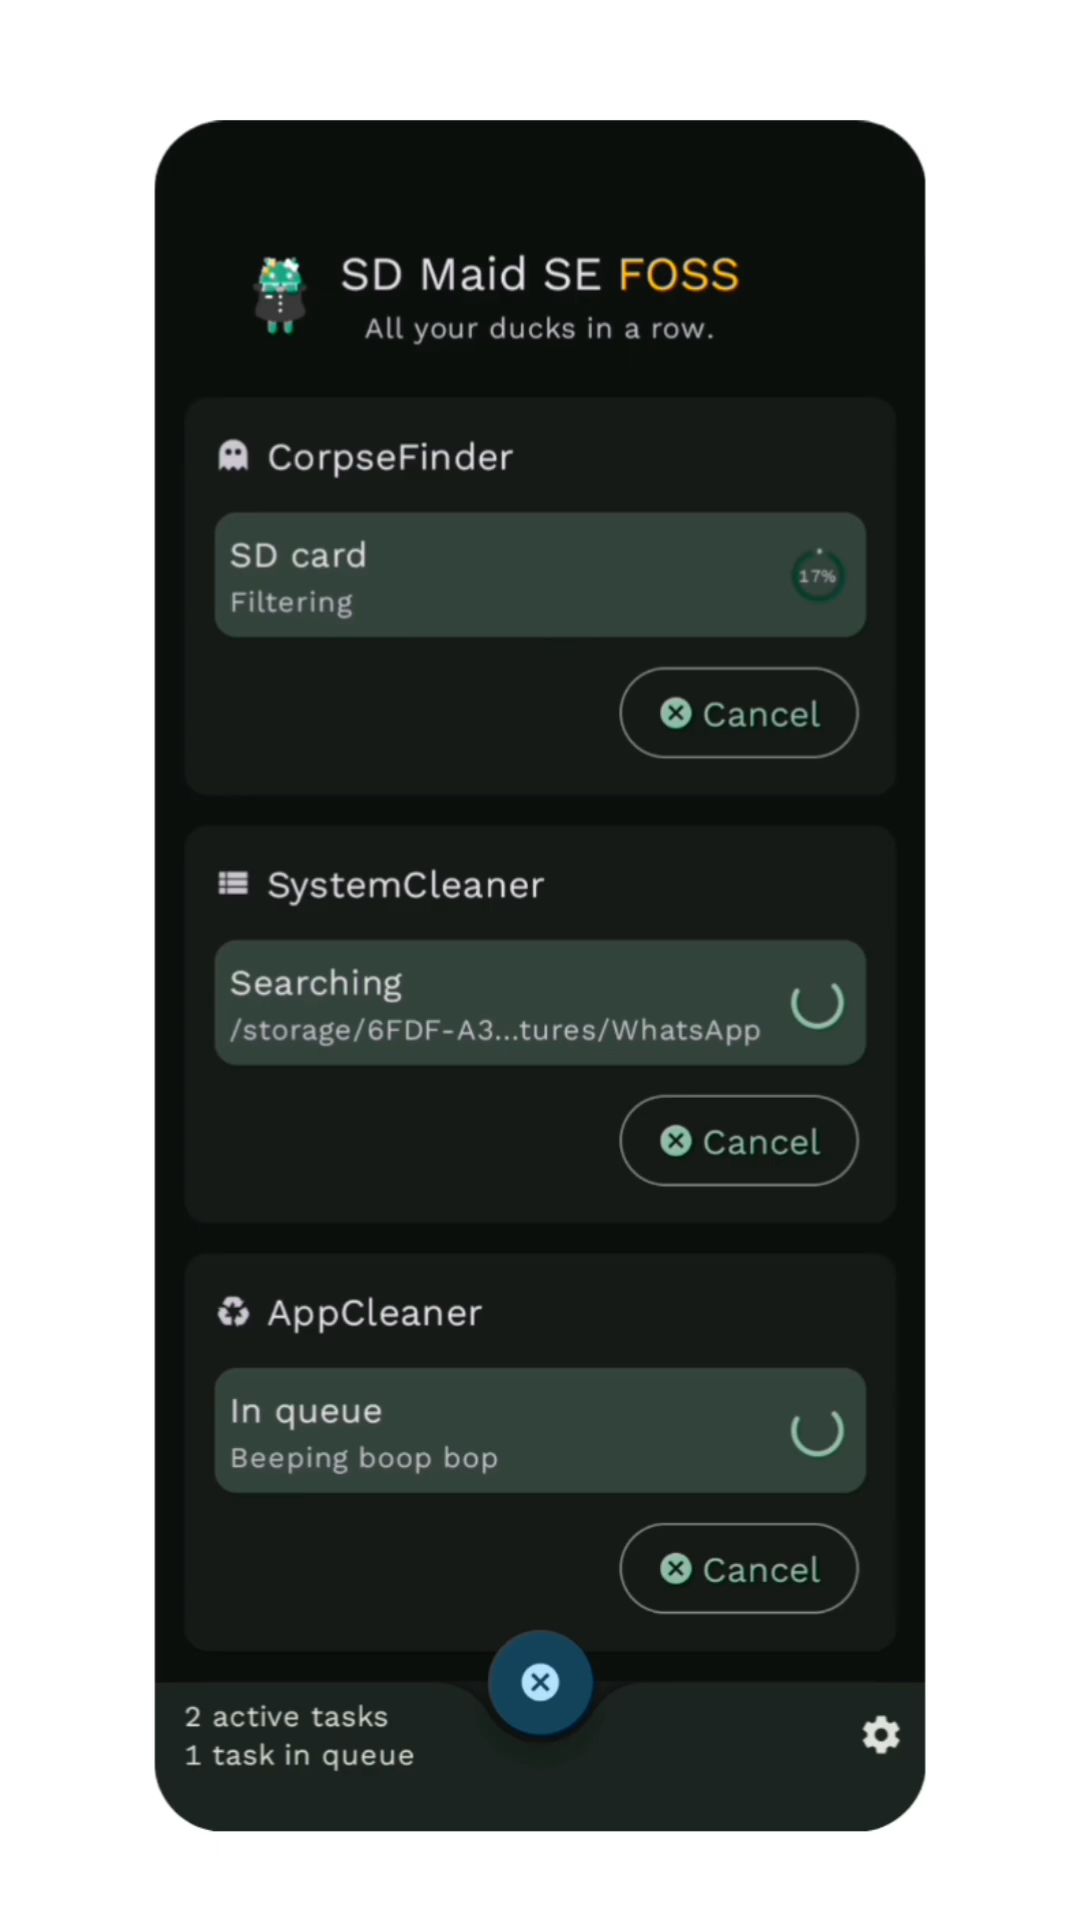 SD Maid SE FOSS
All your ducks in a row.
CorpseFinder
SD card
Filtering
17%
Cancel
SystemCleaner
Searching
/storage/6FDF-A3...tures/WhatsApp
Cancel
AppCleaner
In queue
Beeping boop bop
Cancel
2 active tasks
1 task in queue